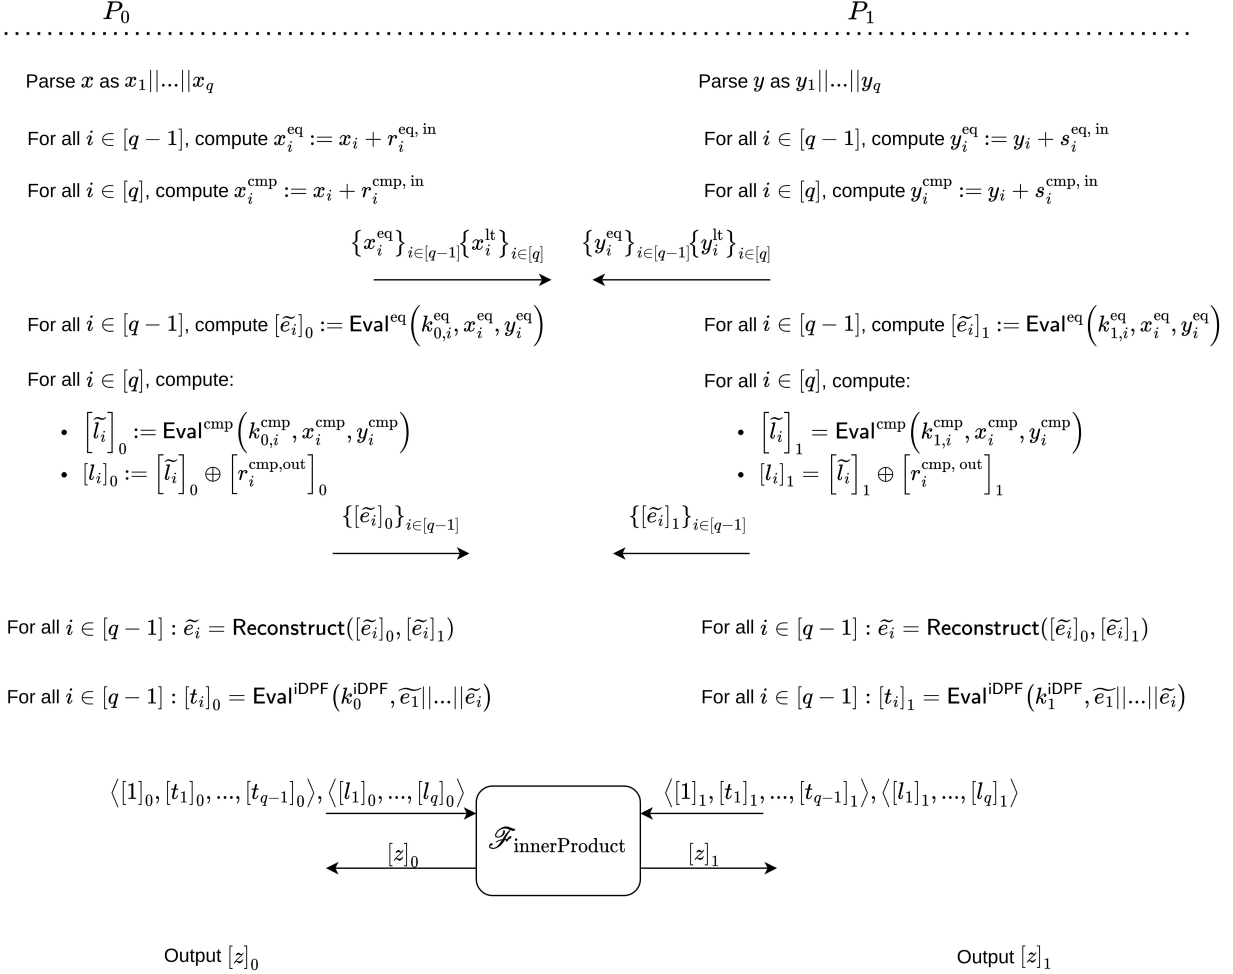 P_0 P_1
Parse x as x_1||...||x_q Parse y as y_1||...||y_q
For all i ∈ [q − 1], compute x_i^{eq} := x_i + r_i^{eq, in} For all i ∈ [q − 1], compute y_i^{eq} := y_i + s_i^{eq, in}
For all i ∈ [q], compute x_i^{cmp} := x_i + r_i^{cmp, in} For all i ∈ [q], compute y_i^{cmp} := y_i + s_i^{cmp, in}
{x_i^{eq}}_{i∈[q−1]}{x_i^{lt}}_{i∈[q]} {y_i^{eq}}_{i∈[q−1]}{y_i^{lt}}_{i∈[q]}
For all i ∈ [q − 1], compute [ẽ_i]_0 := Eval^{eq}(k_{0,i}^{eq}, x_i^{eq}, y_i^{eq}) For all i ∈ [q − 1], compute [ẽ_i]_1 := Eval^{eq}(k_{1,i}^{eq}, x_i^{eq}, y_i^{eq})
For all i ∈ [q], compute: For all i ∈ [q], compute:
• [l̃_i]_0 := Eval^{cmp}(k_{0,i}^{cmp}, x_i^{cmp}, y_i^{cmp}) • [l̃_i]_1 = Eval^{cmp}(k_{1,i}^{cmp}, x_i^{cmp}, y_i^{cmp})
• [l_i]_0 := [l̃_i]_0 ⊕ [r_i^{cmp,out}]_0 • [l_i]_1 = [l̃_i]_1 ⊕ [r_i^{cmp, out}]_1
{[ẽ_i]_0}_{i∈[q−1]} {[ẽ_i]_1}_{i∈[q−1]}
For all i ∈ [q − 1] : ẽ_i = Reconstruct([ẽ_i]_0, [ẽ_i]_1) For all i ∈ [q − 1] : ẽ_i = Reconstruct([ẽ_i]_0, [ẽ_i]_1)
For all i ∈ [q − 1] : [t_i]_0 = Eval^{iDPF}(k_0^{iDPF}, ẽ_1||...||ẽ_i) For all i ∈ [q − 1] : [t_i]_1 = Eval^{iDPF}(k_1^{iDPF}, ẽ_1||...||ẽ_i)
⟨[1]_0, [t_1]_0, ..., [t_{q−1}]_0⟩, ⟨[l_1]_0, ..., [l_q]_0⟩ ⟨[1]_1, [t_1]_1, ..., [t_{q−1}]_1⟩, ⟨[l_1]_1, ..., [l_q]_1⟩
ℱ_{innerProduct}
[z]_0 [z]_1
Output [z]_0 Output [z]_1